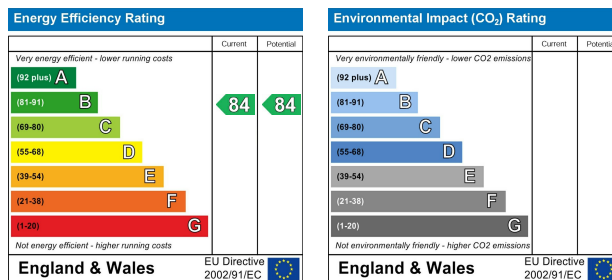 Energy Efficiency Rating
Current Potential
Very energy efficient - lower running costs
(92 plus) A
(81-91) B 84 84
(69-80) C
(55-68) D
(39-54) E
(21-38) F
(1-20) G
Not energy efficient - higher running costs
England & Wales
EU Directive
2002/91/EC
Environmental Impact (CO₂) Rating
Current Potential
Very environmentally friendly - lower CO2 emissions
(92 plus) A
(81-91) B
(69-80) C
(55-68) D
(39-54) E
(21-38) F
(1-20) G
Not environmentally friendly - higher CO2 emissions
England & Wales
EU Directive
2002/91/EC